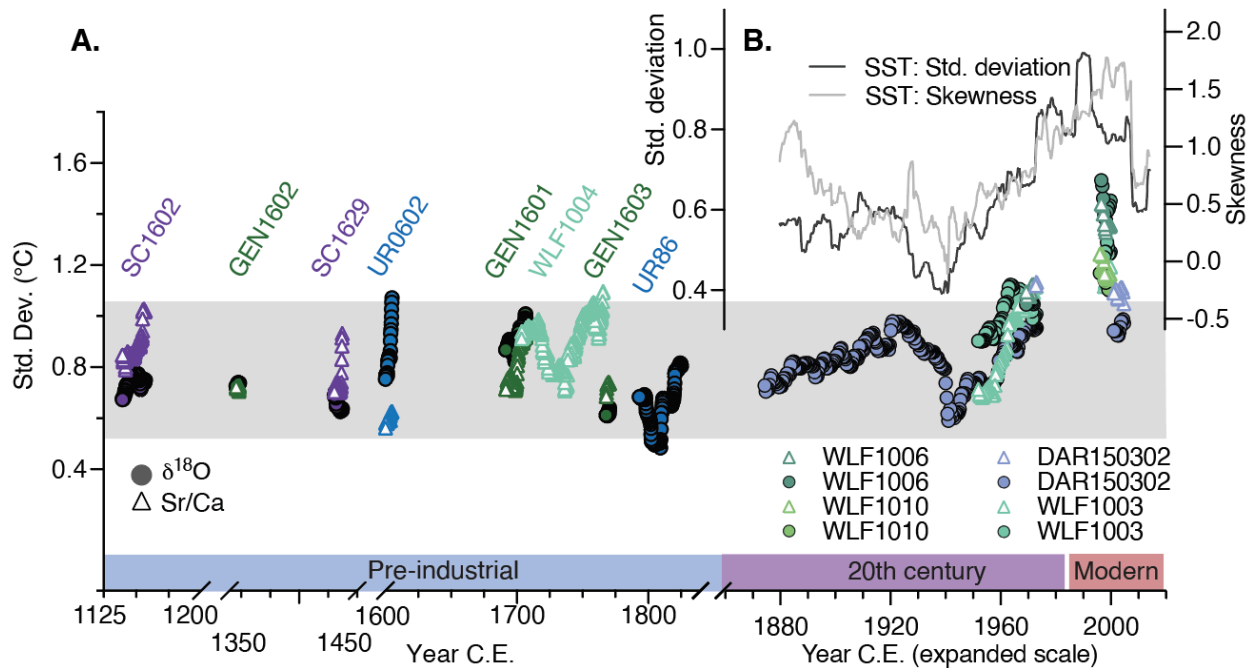 A.
B.
1.0
0.8
0.6
0.4
Std. deviation
SST: Std. deviation
SST: Skewness
2.0
1.5
1.0
0.5
0.0
-0.5
Skewness
1.6
1.2
0.8
0.4
Std. Dev. (°C)
SC1602
GEN1602
SC1629
UR0602
GEN1601
WLF1004
GEN1603
UR86
δ18O
Sr/Ca
WLF1006
WLF1006
WLF1010
WLF1010
DAR150302
DAR150302
WLF1003
WLF1003
Pre-industrial
20th century
Modern
1125
1200
1350
1450
1600
1700
1800
1880
1920
1960
2000
Year C.E.
Year C.E. (expanded scale)